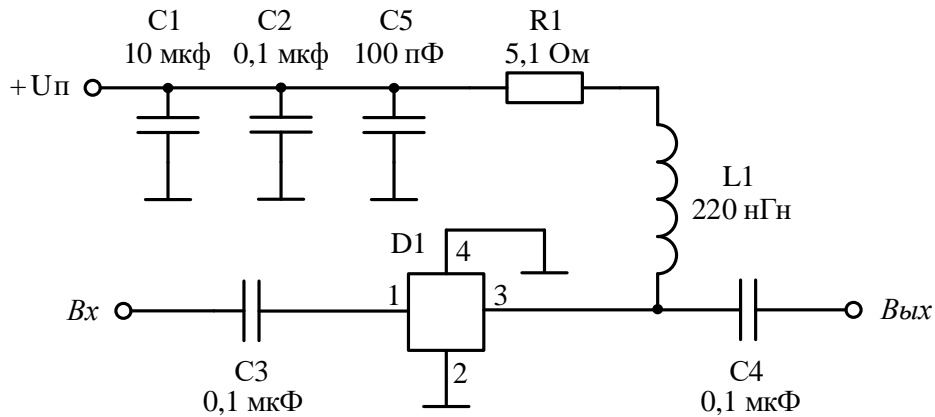 C1
10 мкф
C2
0,1 мкф
C5
100 пФ
R1
5,1 Ом
+Uп
L1
220 нГн
D1
4
Вх
1
3
Вых
2
C3
0,1 мкФ
C4
0,1 мкФ